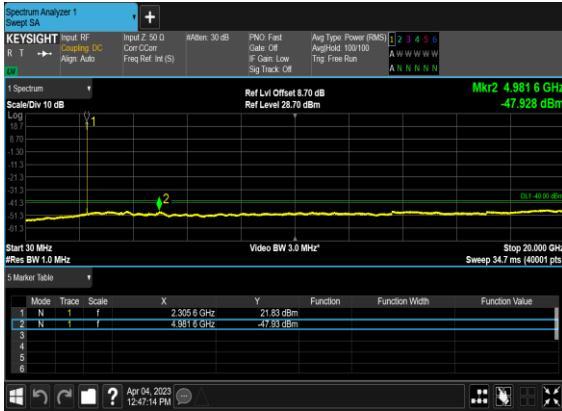 Spectrum Analyzer 1
Swept SA
+
KEYSIGHT Input: RF Input Z: 50 Ω #Atten: 30 dB PNO: Fast Avg Type: Power (RMS) 1 2 3 4 5 6
R T Coupling: DC Corr CCorr Gate: Off Avg|Hold: 100/100 A W W W W W
Align: Auto Freq Ref: Int (S) IF Gain: Low Trig: Free Run
Sig Track: Off A N N N N N
1 Spectrum Ref Lvl Offset 8.70 dB Mkr2 4.981 6 GHz
Scale/Div 10 dB Ref Level 28.70 dBm -47.928 dBm
Log
18.7
8.70
-1.30
-11.3
-21.3
-31.3
-41.3
-51.3
-61.3
1
2
DL1 -40.00 dBm
Start 30 MHz Video BW 3.0 MHz* Stop 20.000 GHz
#Res BW 1.0 MHz Sweep 34.7 ms (40001 pts)
5 Marker Table
Mode Trace Scale X Y Function Function Width Function Value
1 N 1 f 2.305 6 GHz 21.83 dBm
2 N 1 f 4.981 6 GHz -47.93 dBm
3
4
5
6
? Apr 04, 2023
12:47:14 PM